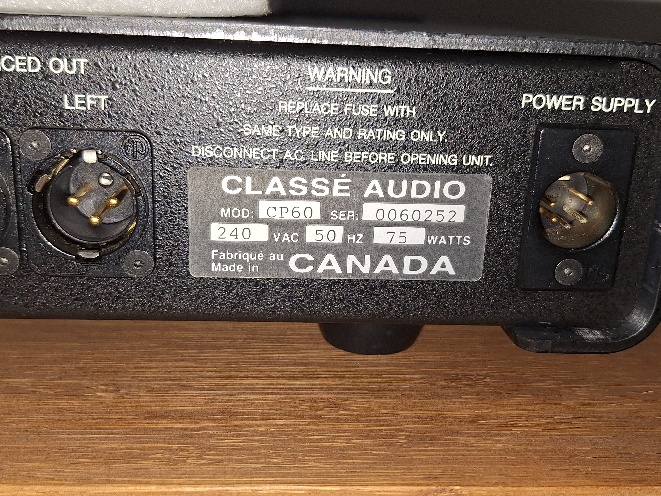 CED OUT
LEFT
WARNING
REPLACE FUSE WITH
SAME TYPE AND RATING ONLY.
DISCONNECT AC LINE BEFORE OPENING UNIT.
POWER SUPPLY
CLASSÉ AUDIO
MOD: CP60 SER: 0060252
240 VAC 50 HZ 75 WATTS
Fabriqué au
Made in CANADA